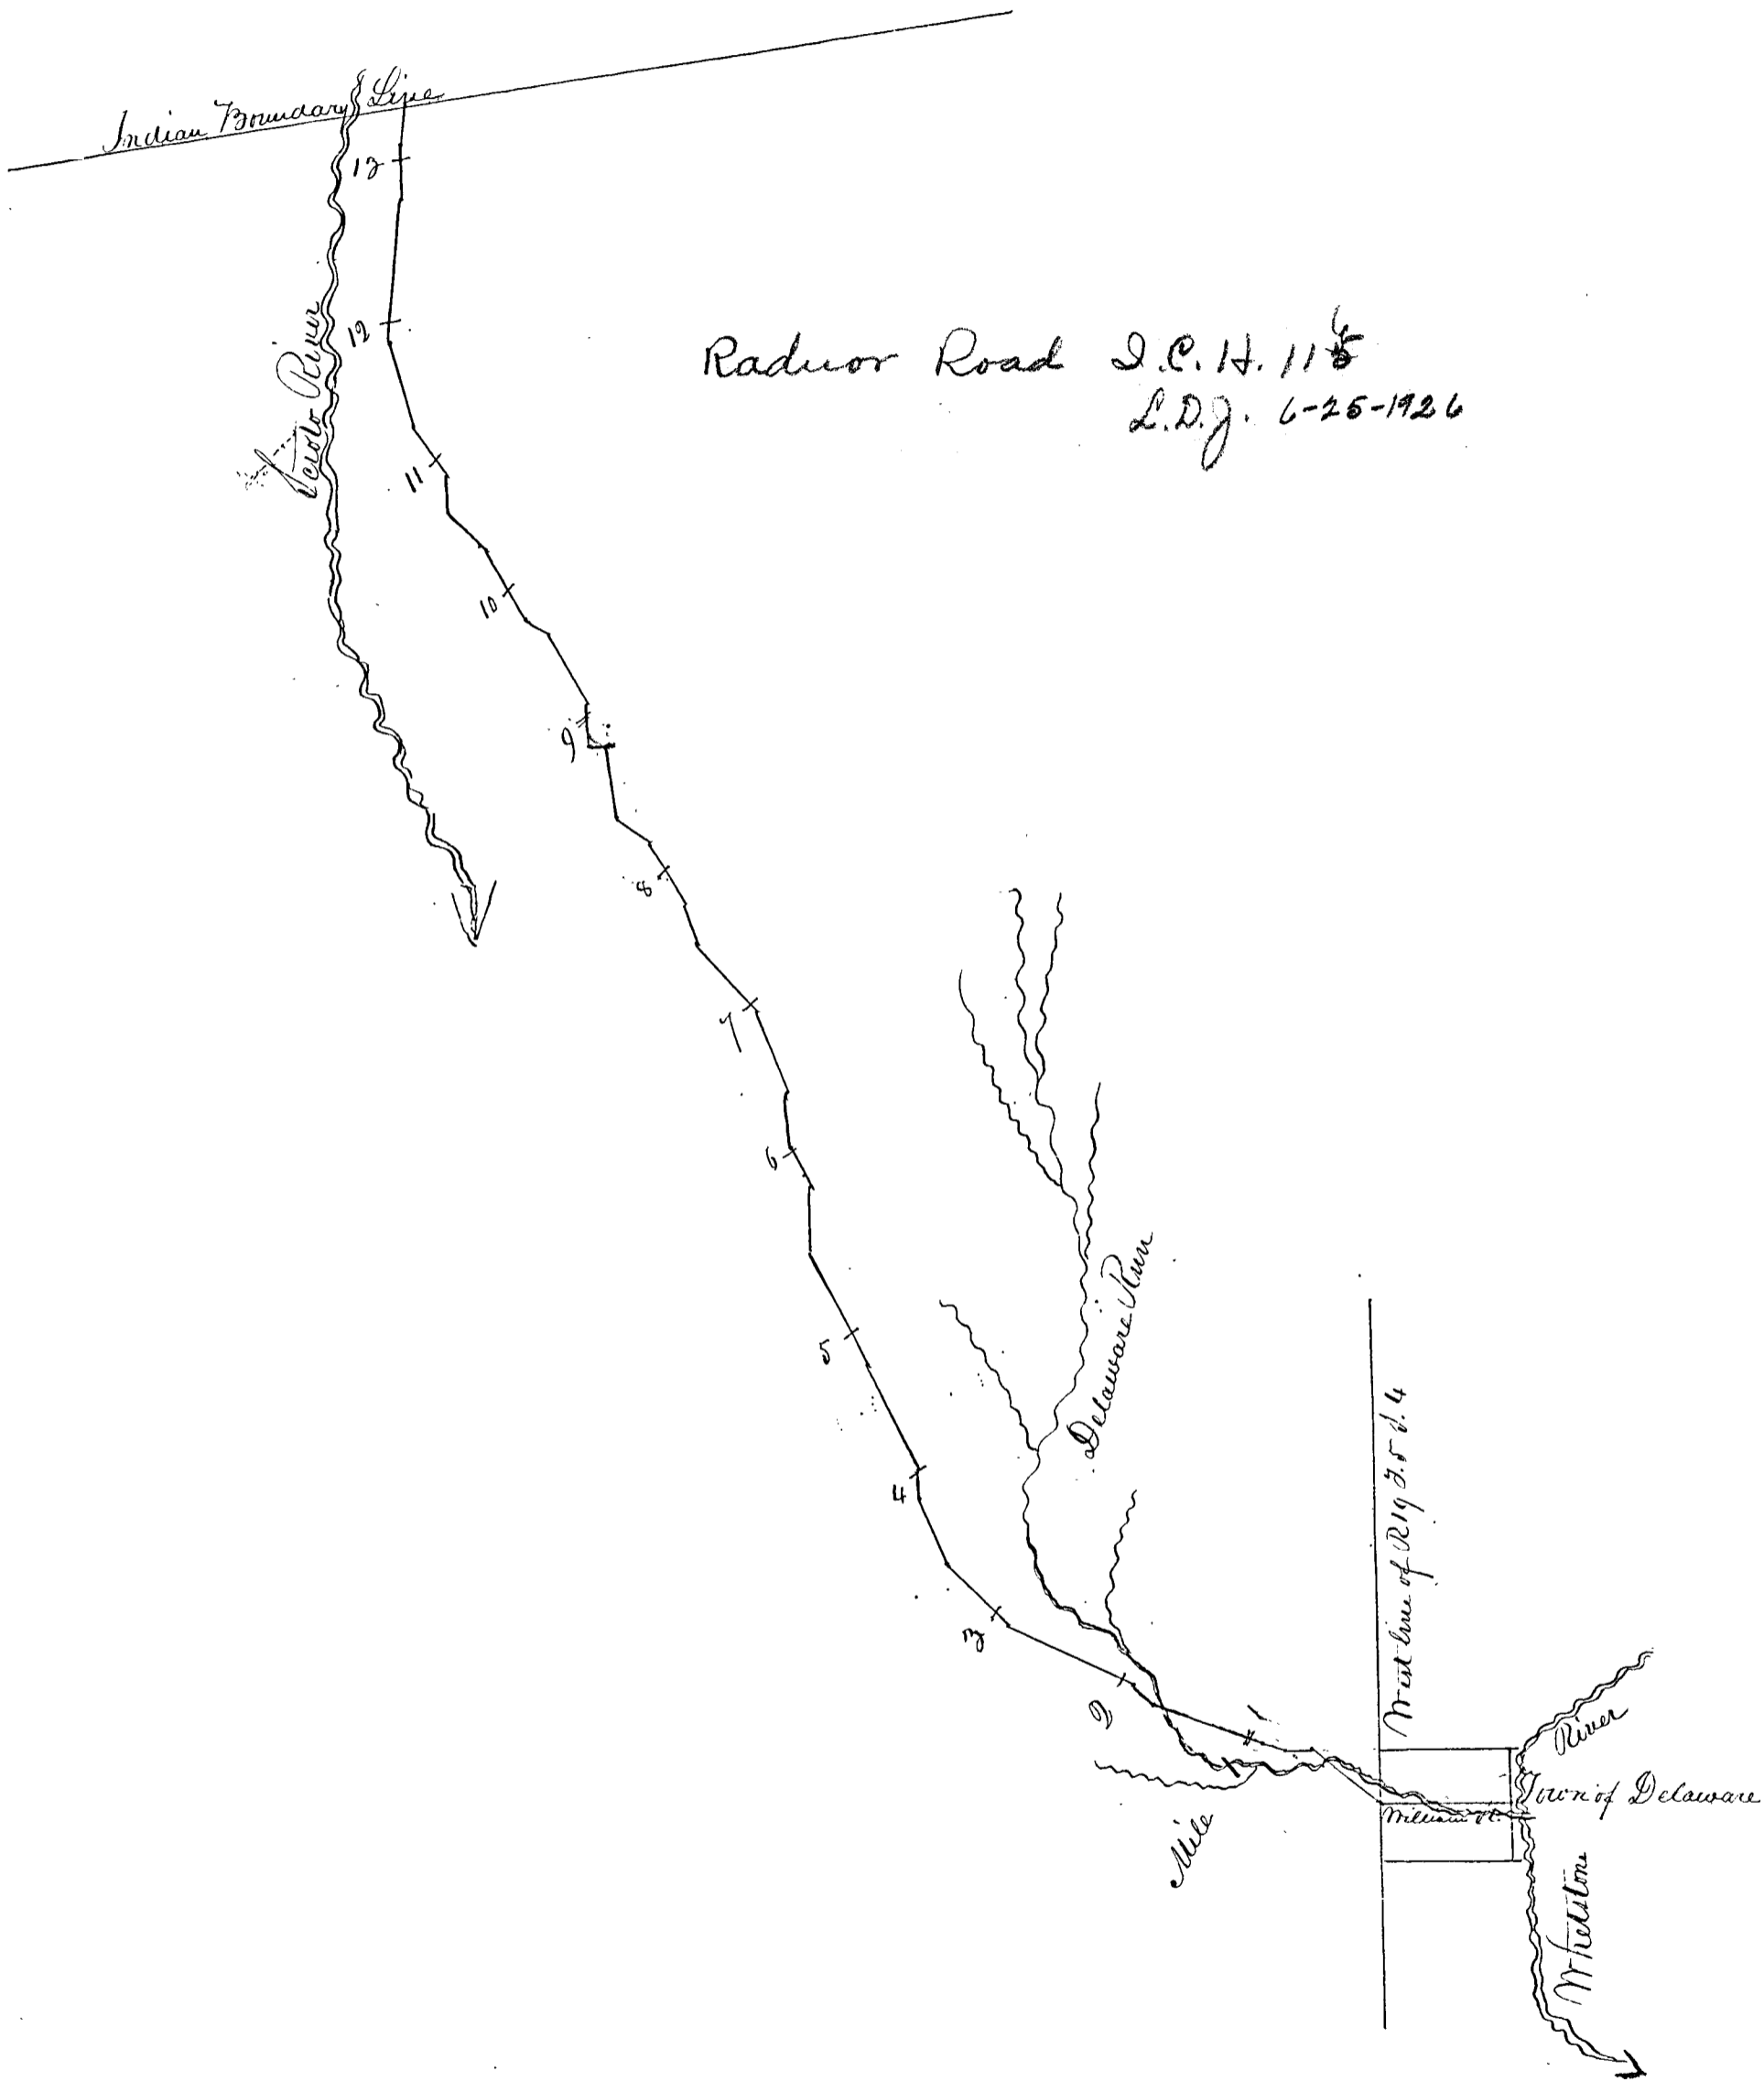 Indian Boundary Line
13
Scioto River
12
Radnor Road I.C.H. 115
L.D.J. 6-25-1926
11
10
9
8
7
6
5
Delaware Run
4
West line of R19 T.5 S.4
3
2
1
River
Town of Delaware
William St.
Mile
Whetstone